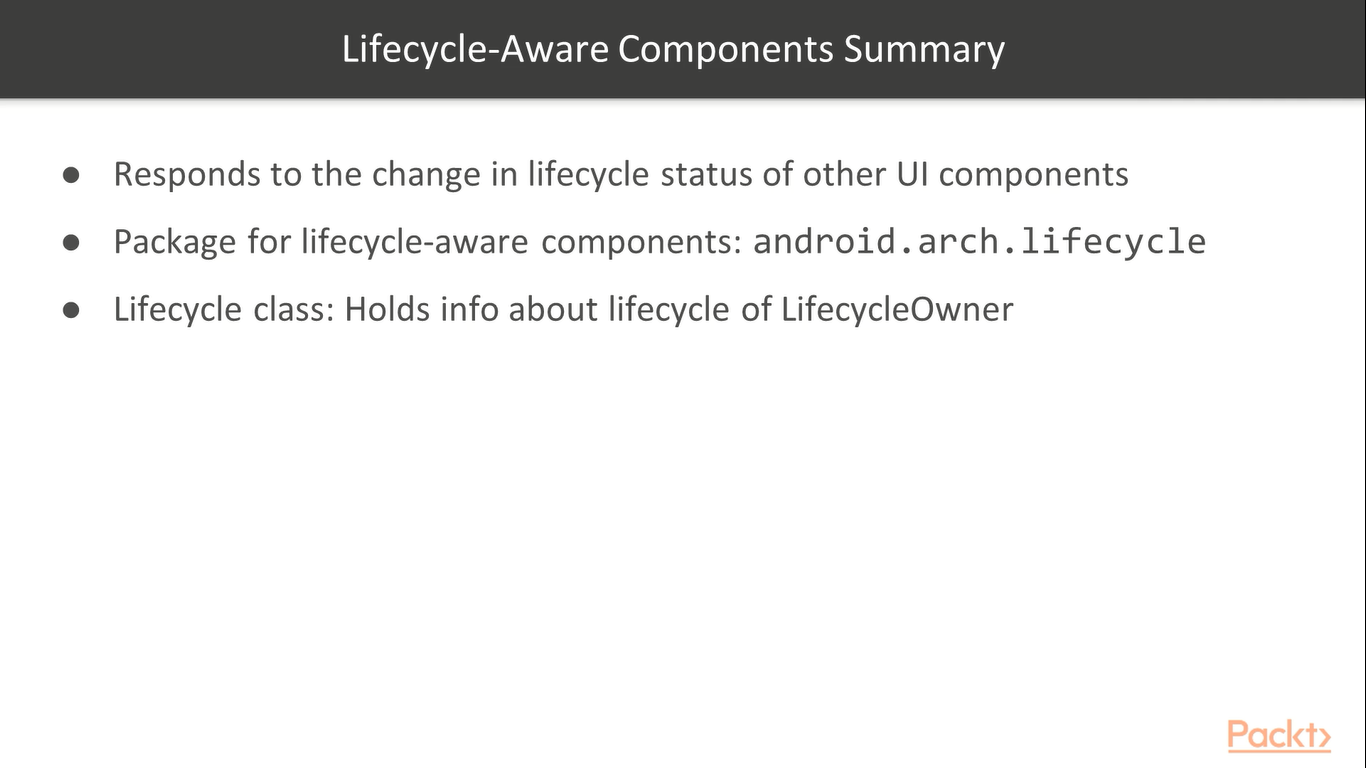 Lifecycle-Aware Components Summary
● Responds to the change in lifecycle status of other UI components
● Package for lifecycle-aware components: android.arch.lifecycle
● Lifecycle class: Holds info about lifecycle of LifecycleOwner
Packt>